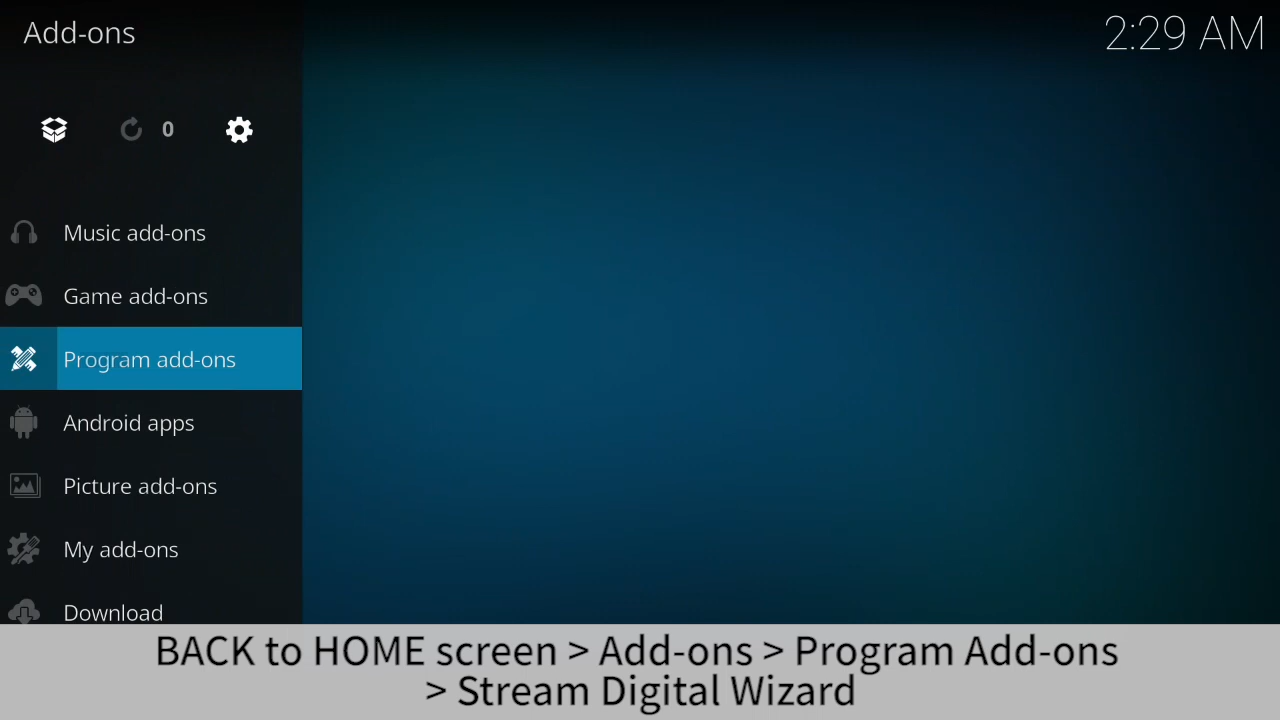 Add-ons
2:29 AM
0
Music add-ons
Game add-ons
Program add-ons
Android apps
Picture add-ons
My add-ons
Download
BACK to HOME screen > Add-ons > Program Add-ons
> Stream Digital Wizard